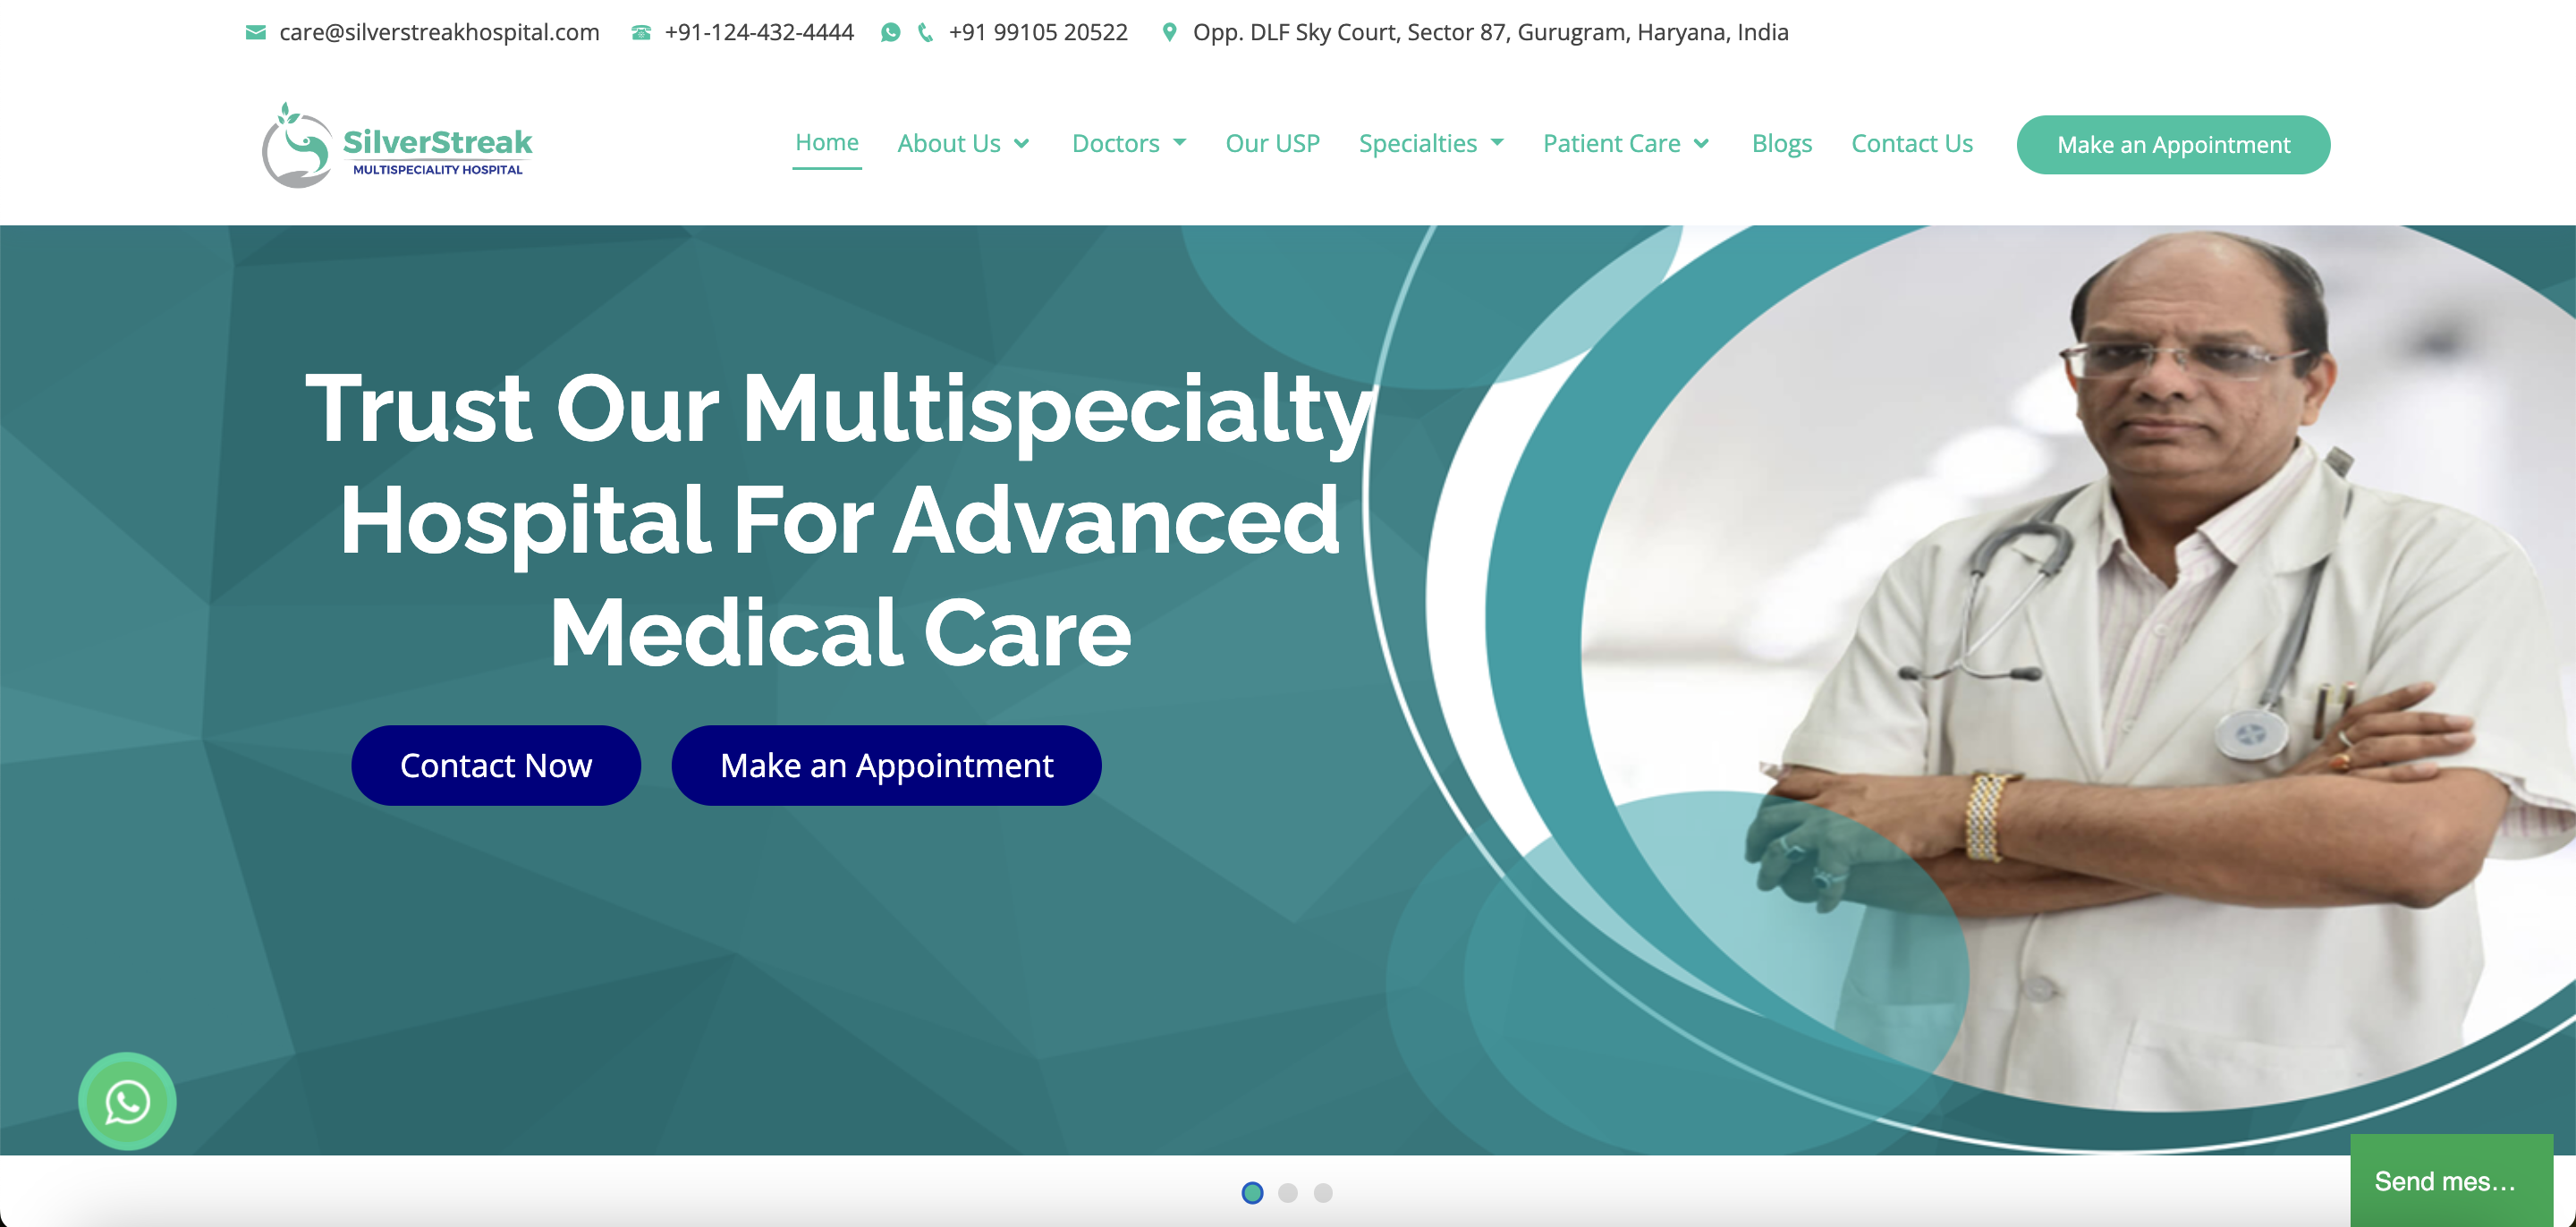 care@silverstreakhospital.com +91-124-432-4444 +91 99105 20522 Opp. DLF Sky Court, Sector 87, Gurugram, Haryana, India
SilverStreak
MULTISPECIALITY HOSPITAL
Home About Us Doctors Our USP Specialties Patient Care Blogs Contact Us Make an Appointment
Trust Our Multispecialty
Hospital For Advanced
Medical Care
Contact Now Make an Appointment
Send mes...